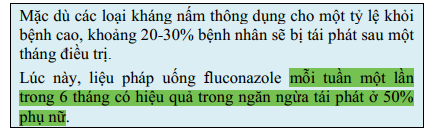 Mặc dù các loại kháng nấm thông dụng cho một tỷ lệ khỏi
bệnh cao, khoảng 20-30% bệnh nhân sẽ bị tái phát sau một
tháng điều trị.
Lúc này, liệu pháp uống fluconazole mỗi tuần một lần
trong 6 tháng có hiệu quả trong ngăn ngừa tái phát ở 50%
phụ nữ.